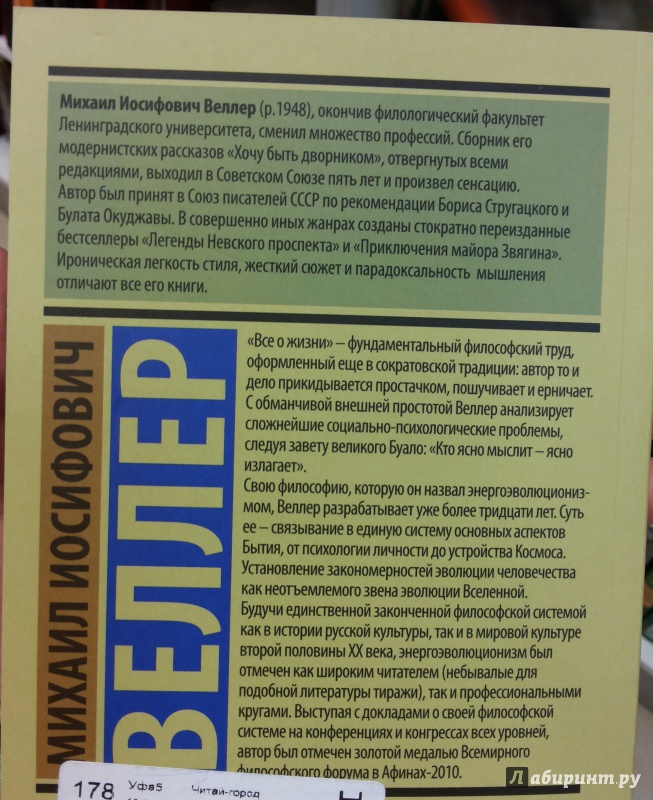 Михаил Иосифович Веллер (р.1948), окончив филологический факультет
Ленинградского университета, сменил множество профессий. Сборник его
модернистских рассказов «Хочу быть дворником», отвергнутых всеми
редакциями, выходил в Советском Союзе пять лет и произвел сенсацию.
Автор был принят в Союз писателей СССР по рекомендации Бориса Стругацкого и
Булата Окуджавы. В совершенно иных жанрах созданы стократно переизданные
бестселлеры «Легенды Невского проспекта» и «Приключения майора Звягина».
Ироническая легкость стиля, жесткий сюжет и парадоксальность мышления
отличают все его книги.
МИХАИЛ ИОСИФОВИЧ
ВЕЛЛЕР
«Все о жизни» – фундаментальный философский труд,
оформленный еще в сократовской традиции: автор то и
дело прикидывается простачком, пошучивает и ерничает.
С обманчивой внешней простотой Веллер анализирует
сложнейшие социально-психологические проблемы,
следуя завету великого Буало: «Кто ясно мыслит – ясно
излагает».
Свою философию, которую он назвал энергоэволюциониз-
мом, Веллер разрабатывает уже более тридцати лет. Суть
ее – связывание в единую систему основных аспектов
Бытия, от психологии личности до устройства Космоса.
Установление закономерностей эволюции человечества
как неотъемлемого звена эволюции Вселенной.
Будучи единственной законченной философской системой
как в истории русской культуры, так и в мировой культуре
второй половины XX века, энергоэволюционизм был
отмечен как широким читателем (небывалые для
подобной литературы тиражи), так и профессиональными
кругами. Выступая с докладами о своей философской
системе на конференциях и конгрессах всех уровней,
автор был отмечен золотой медалью Всемирного
философского форума в Афинах-2010.
178 Уфа5 Читай-город
Лабиринт.ру